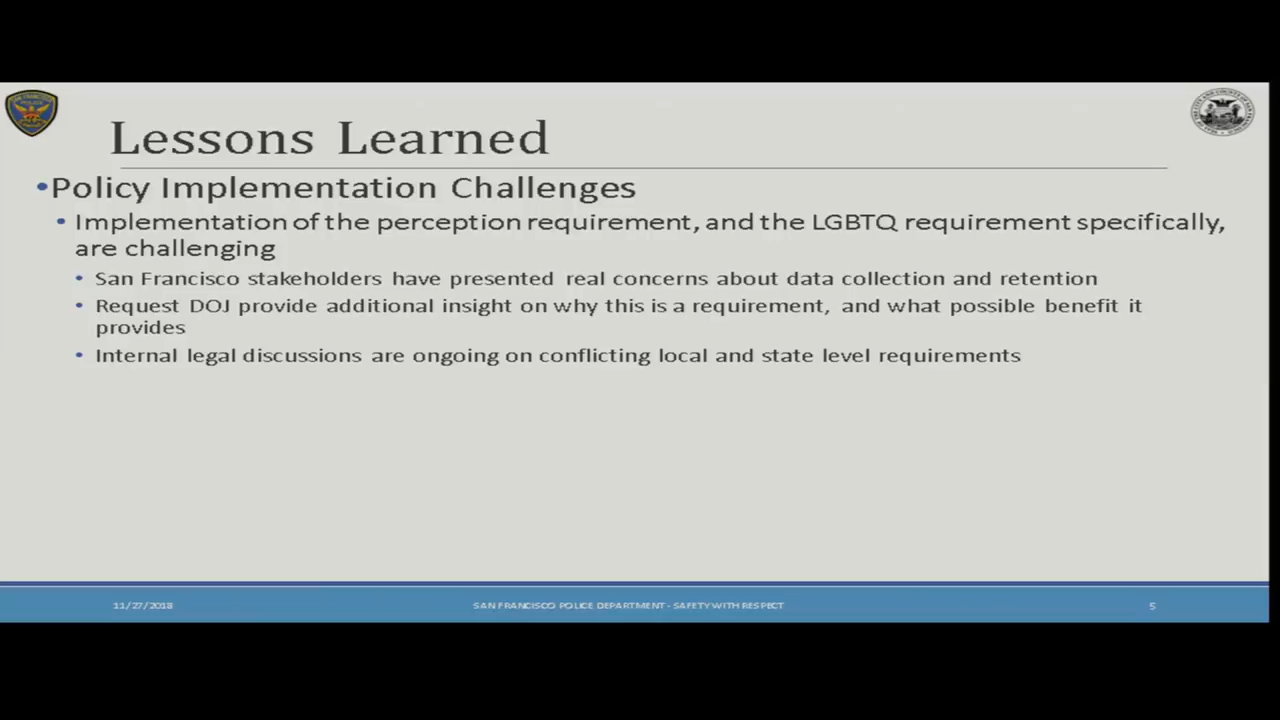 Lessons Learned
•Policy Implementation Challenges
• Implementation of the perception requirement, and the LGBTQ requirement specifically,
are challenging
• San Francisco stakeholders have presented real concerns about data collection and retention
• Request DOJ provide additional insight on why this is a requirement, and what possible benefit it
provides
• Internal legal discussions are ongoing on conflicting local and state level requirements
11/27/2018 SAN FRANCISCO POLICE DEPARTMENT - SAFETY WITH RESPECT 5